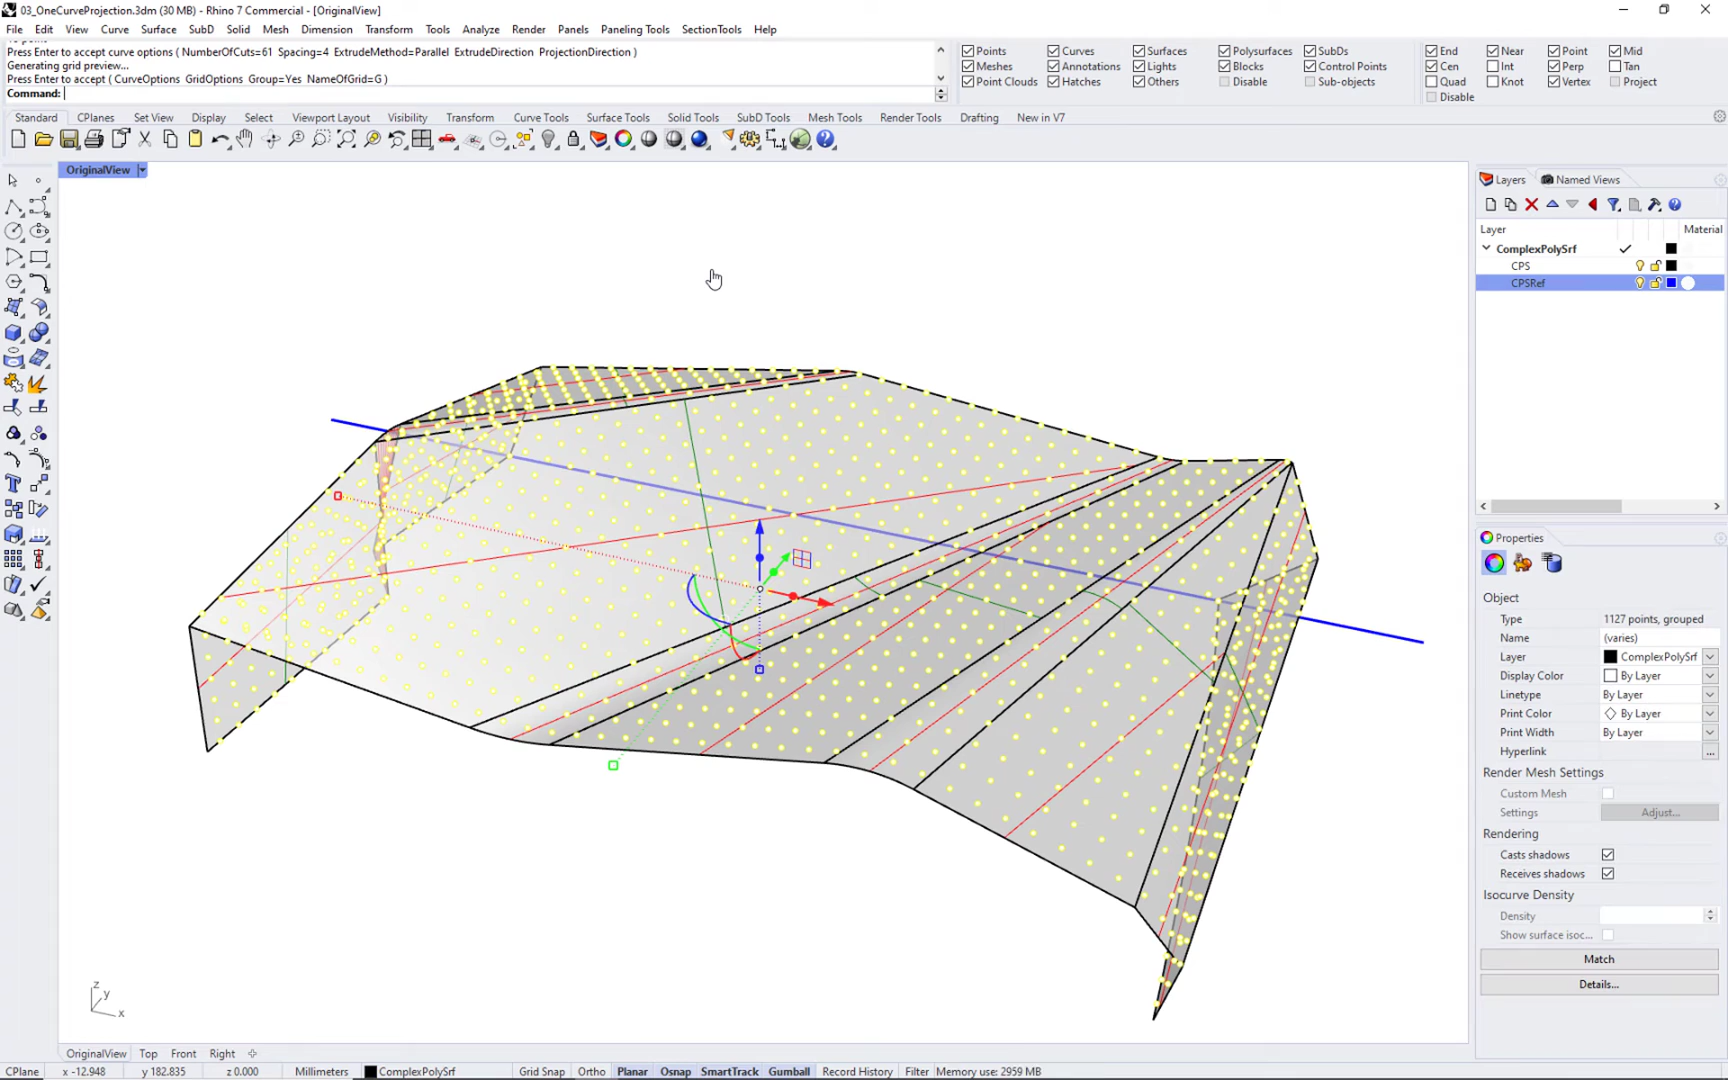 03_OneCurveProjection.3dm (30 MB) - Rhino 7 Commercial - [OriginalView]
File Edit View Curve Surface SubD Solid Mesh Dimension Transform Tools Analyze Render Panels Paneling Tools SectionTools Help
Press Enter to accept curve options ( NumberOfCuts=61 Spacing=4 ExtrudeMethod=Parallel ExtrudeDirection ProjectionDirection )
Generating grid preview...
Press Enter to accept ( CurveOptions GridOptions Group=Yes NameOfGrid=G )
Command:
Points Curves Surfaces Polysurfaces SubDs
Meshes Annotations Lights Blocks Control Points
Point Clouds Hatches Others Disable Sub-objects
End Near Point Mid
Cen Int Perp Tan
Quad Knot Vertex Project
Disable
Standard CPlanes Set View Display Select Viewport Layout Visibility Transform Curve Tools Surface Tools Solid Tools SubD Tools Mesh Tools Render Tools Drafting New in V7
OriginalView
Layers Named Views
Layer Material
ComplexPolySrf
CPS
CPSRef
Properties
Object
Type 1127 points, grouped
Name (varies)
Layer ComplexPolySrf
Display Color By Layer
Linetype By Layer
Print Color By Layer
Print Width By Layer
Hyperlink ...
Render Mesh Settings
Custom Mesh
Settings Adjust...
Rendering
Casts shadows
Receives shadows
Isocurve Density
Density
Show surface isoc...
Match
Details...
z
y
x
OriginalView Top Front Right
CPlane x -12.948 y 182.835 z 0.000 Millimeters ComplexPolySrf Grid Snap Ortho Planar Osnap SmartTrack Gumball Record History Filter Memory use: 2959 MB